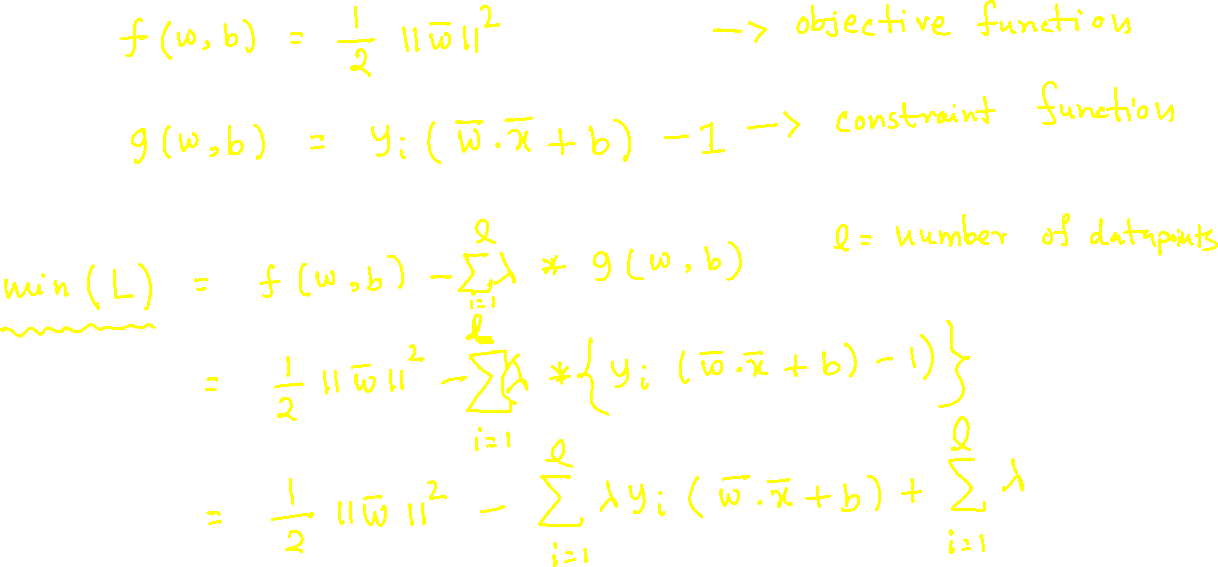 f(w,b) = 1/2 ||w̄||² --> objective function
g(w,b) = yᵢ(w̄.x̄+b) -1 --> constraint function
l = number of datapoints
min(L) = f(w,b) - Σᵢ₌₁ˡ λ * g(w,b)
= 1/2 ||w̄||² - Σᵢ₌₁ˡ λ * {yᵢ(w̄.x̄+b)-1)}
= 1/2 ||w̄||² - Σᵢ₌₁ˡ λyᵢ(w̄.x̄+b) + Σᵢ₌₁ˡ λ